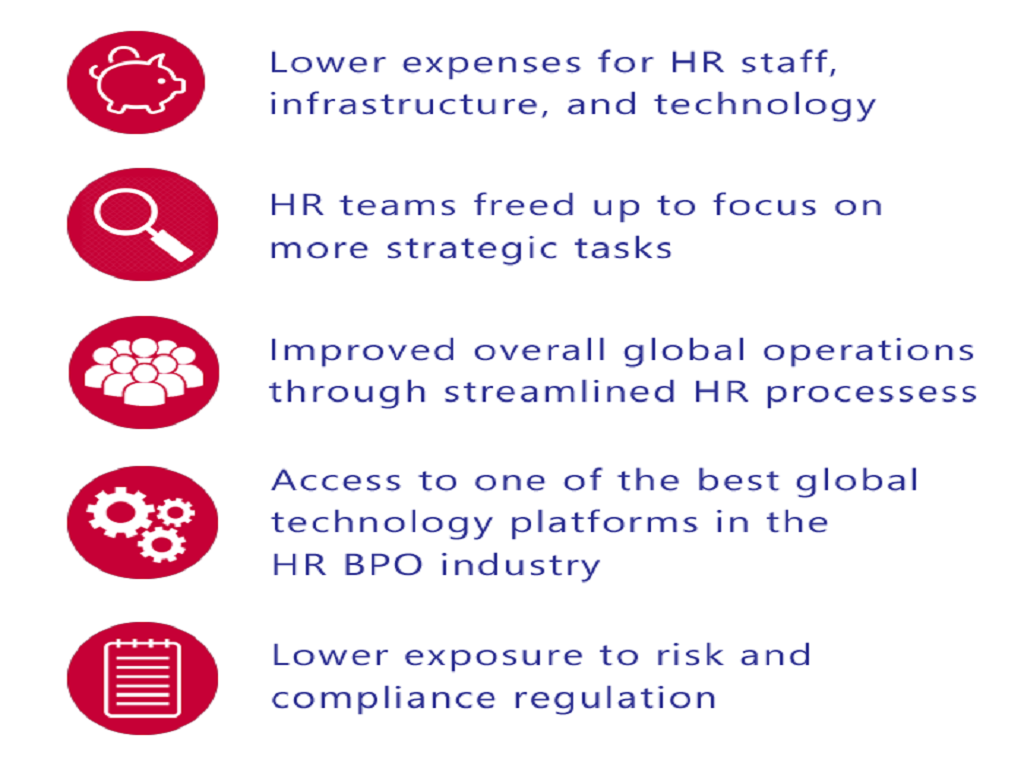 Lower expenses for HR staff,
infrastructure, and technology
HR teams freed up to focus on
more strategic tasks
Improved overall global operations
through streamlined HR processess
Access to one of the best global
technology platforms in the
HR BPO industry
Lower exposure to risk and
compliance regulation